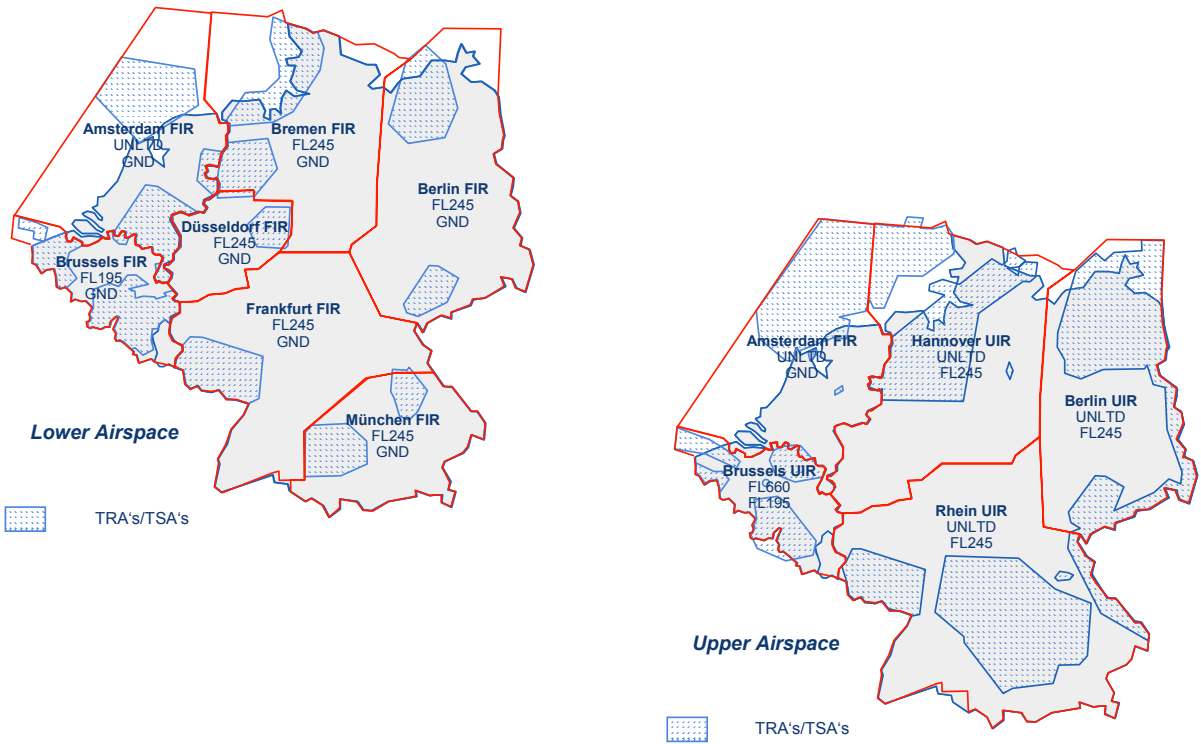 Amsterdam FIR
UNLTD
GND
Bremen FIR
FL245
GND
Berlin FIR
FL245
GND
Düsseldorf FIR
FL245
GND
Brussels FIR
FL195
GND
Frankfurt FIR
FL245
GND
München FIR
FL245
GND
Lower Airspace
TRA's/TSA's
Amsterdam FIR
UNLTD
GND
Hannover UIR
UNLTD
FL245
Berlin UIR
UNLTD
FL245
Brussels UIR
FL660
FL195
Rhein UIR
UNLTD
FL245
Upper Airspace
TRA's/TSA's